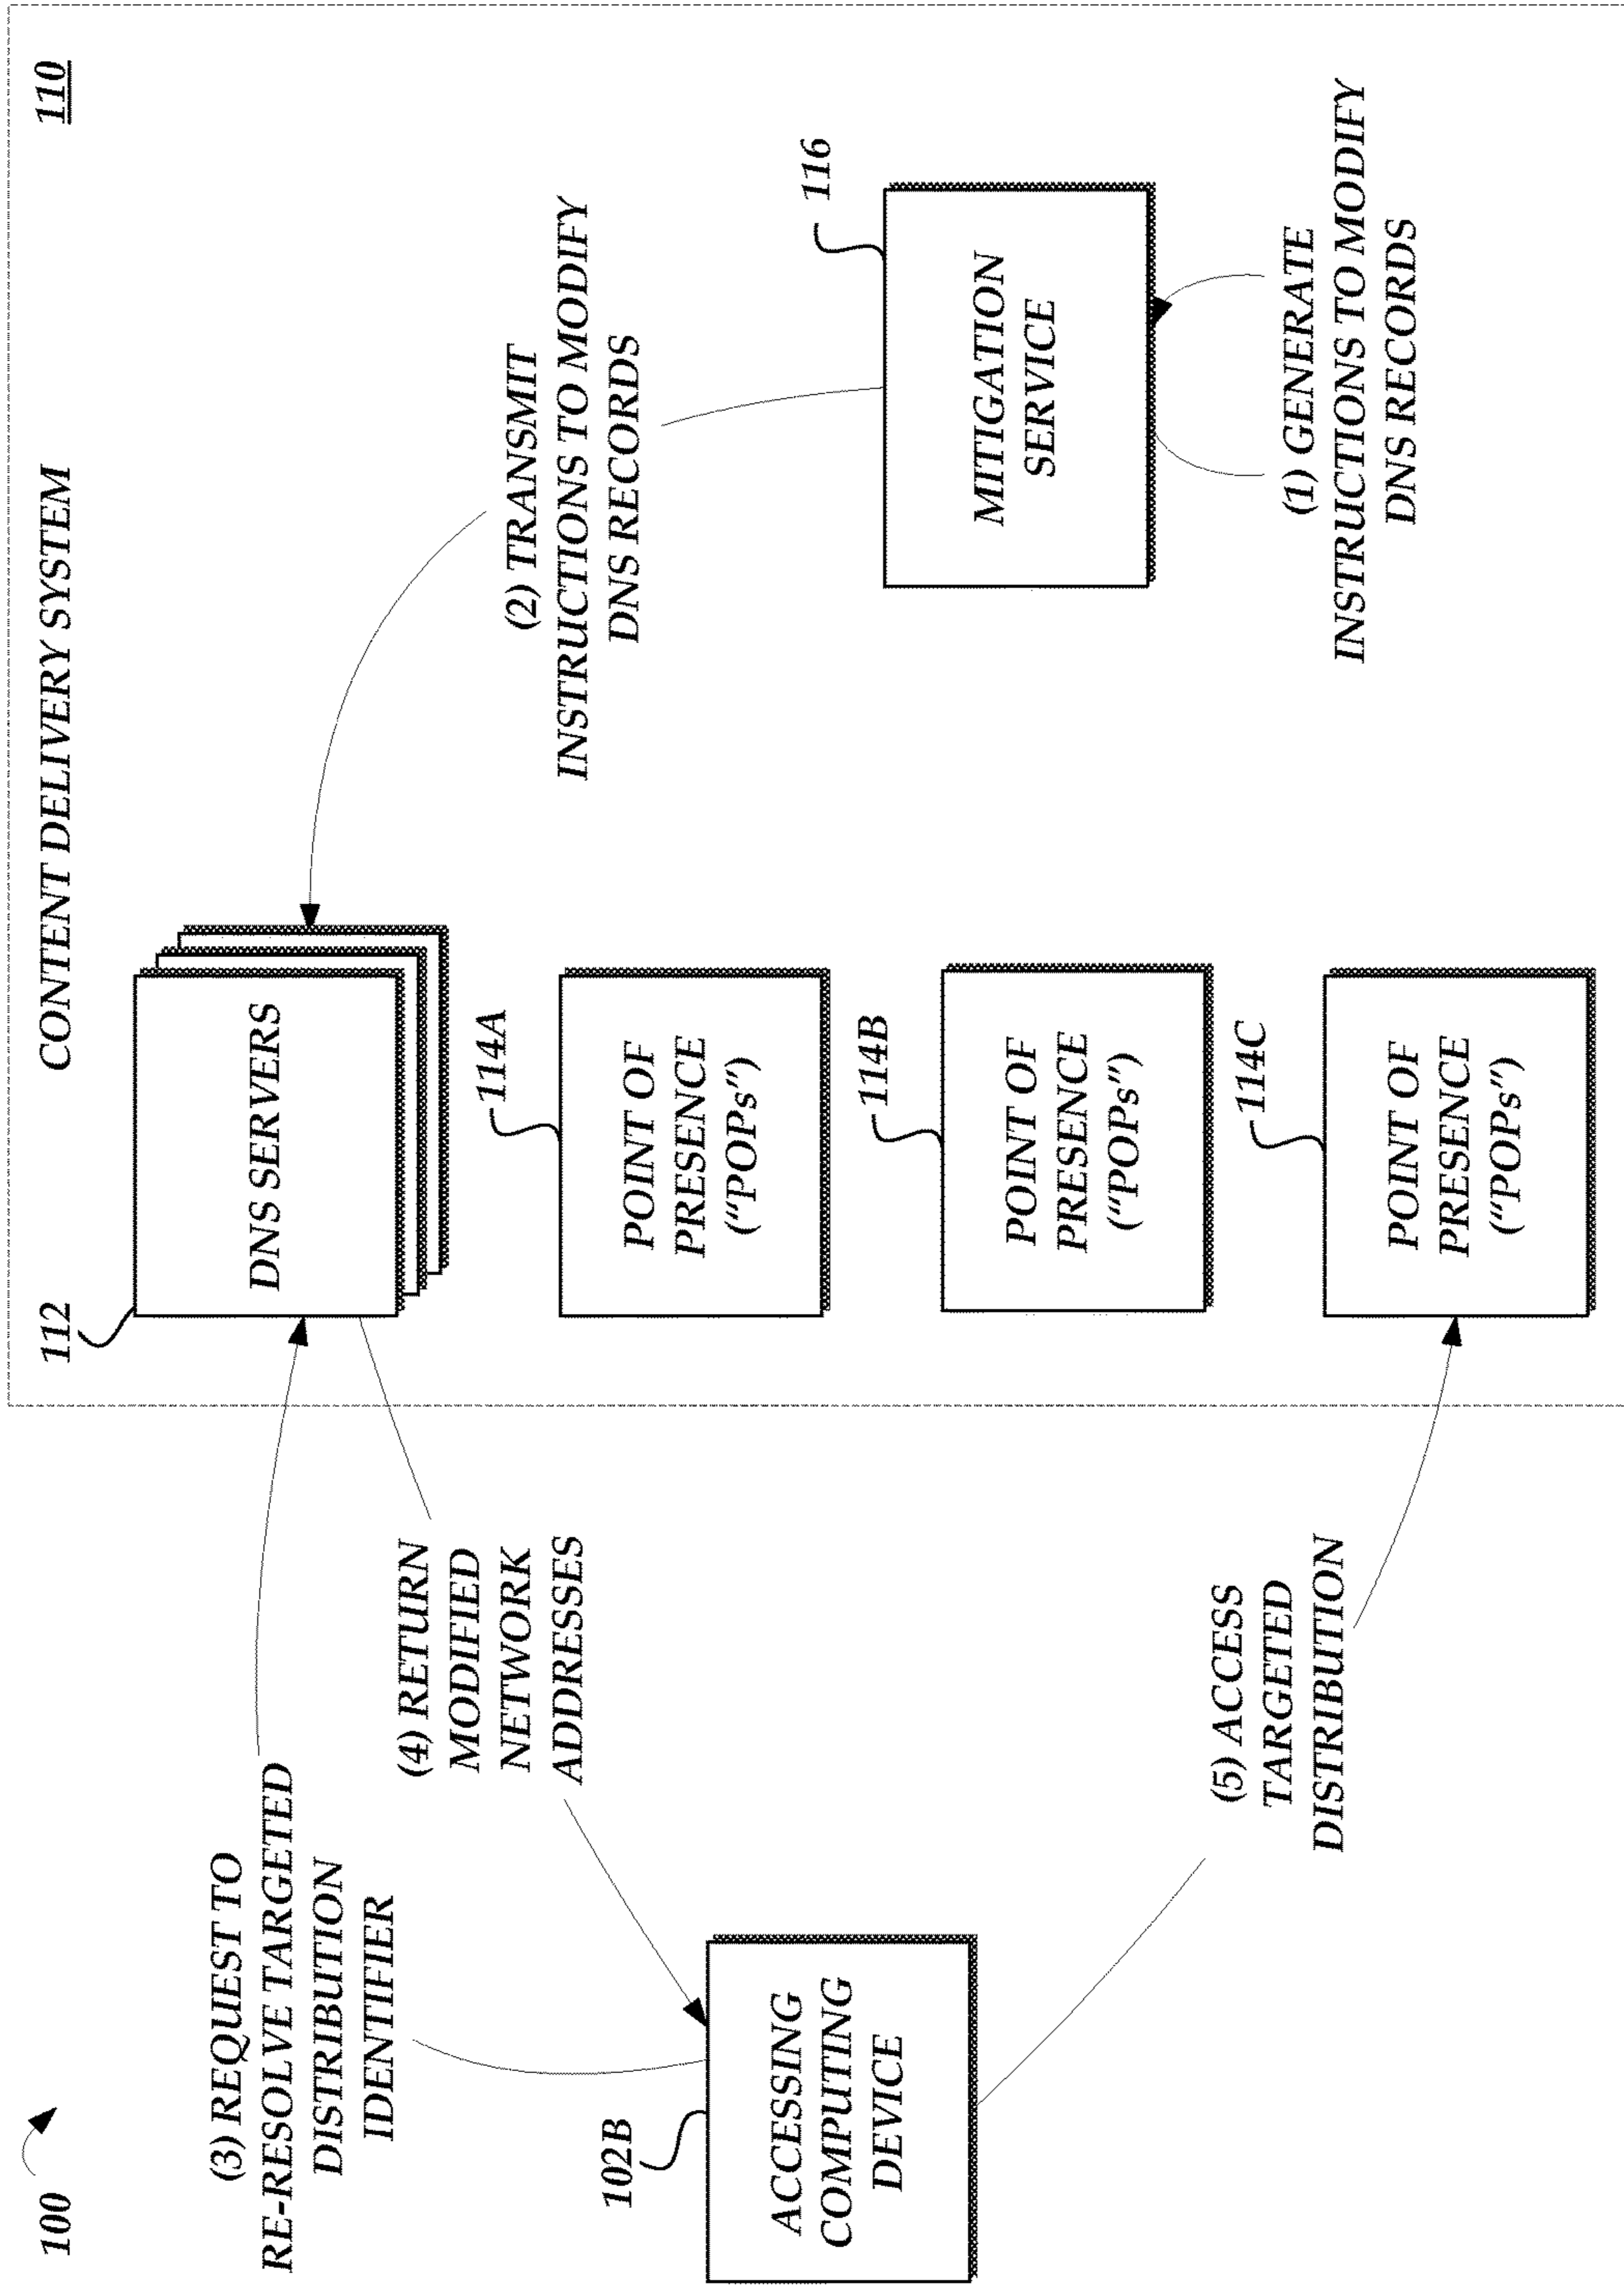 100
CONTENT DELIVERY SYSTEM
110
112
DNS SERVERS
(3) REQUEST TO
RE-RESOLVE TARGETED
DISTRIBUTION
IDENTIFIER
(4) RETURN
MODIFIED
NETWORK
ADDRESSES
(2) TRANSMIT
INSTRUCTIONS TO MODIFY
DNS RECORDS
114A
POINT OF
PRESENCE
("POPs")
102B
ACCESSING
COMPUTING
DEVICE
116
MITIGATION
SERVICE
114B
POINT OF
PRESENCE
("POPs")
(5) ACCESS
TARGETED
DISTRIBUTION
114C
POINT OF
PRESENCE
("POPs")
(1) GENERATE
INSTRUCTIONS TO MODIFY
DNS RECORDS